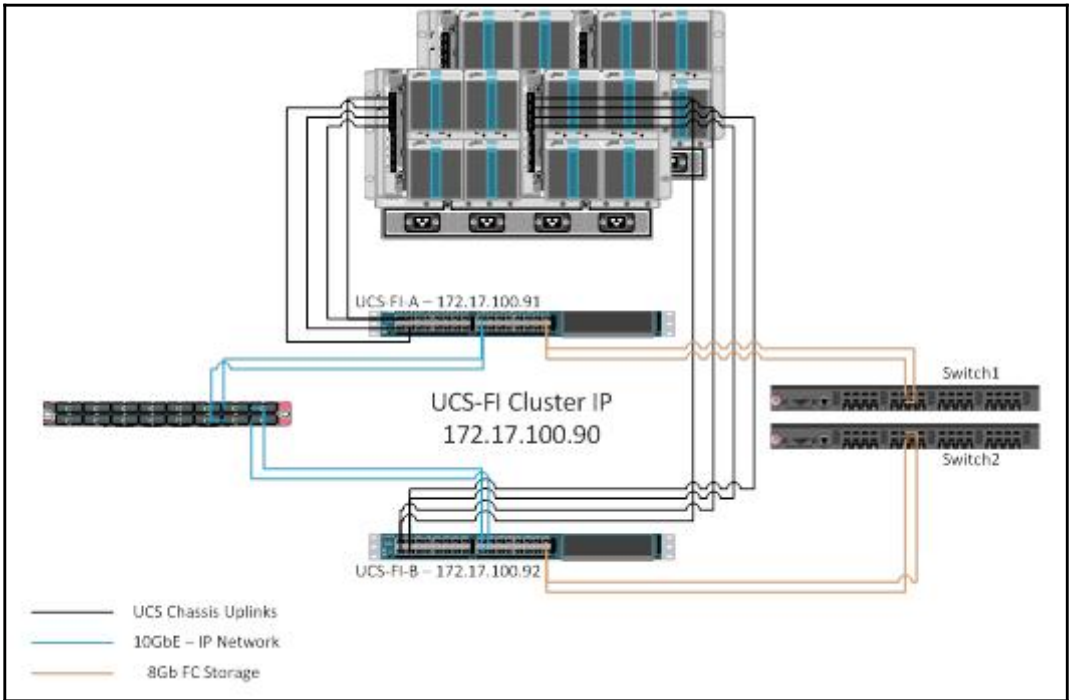 UCS-FI-A – 172.17.100.91
Switch1
UCS-FI Cluster IP
172.17.100.90
Switch2
UCS-FI-B – 172.17.100.92
UCS Chassis Uplinks
10GbE – IP Network
8Gb FC Storage